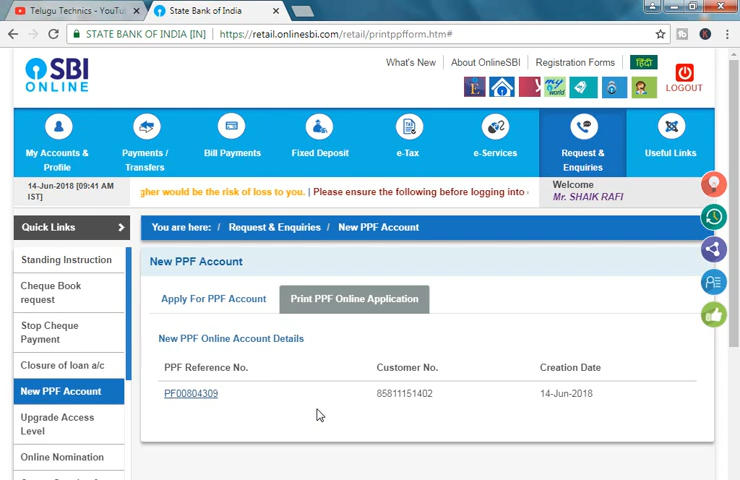 Telugu Technics - YouTu
State Bank of India
STATE BANK OF INDIA [IN]
https://retail.onlinesbi.com/retail/printppfform.htm#
SBI
ONLINE
What's New
About OnlineSBI
Registration Forms
हिंदी
my
world
LOGOUT
My Accounts &
Profile
Payments /
Transfers
Bill Payments
Fixed Deposit
e-Tax
e-Services
Request &
Enquiries
Useful Links
14-Jun-2018 [09:41 AM
IST]
gher would be the risk of loss to you. | Please ensure the following before logging into
Welcome
Mr. SHAIK RAFI
Quick Links
You are here: / Request & Enquiries / New PPF Account
Standing Instruction
Cheque Book
request
Stop Cheque
Payment
Closure of loan a/c
New PPF Account
Upgrade Access
Level
Online Nomination
New PPF Account
Apply For PPF Account
Print PPF Online Application
New PPF Online Account Details
PPF Reference No.
Customer No.
Creation Date
PF00804309
85811151402
14-Jun-2018